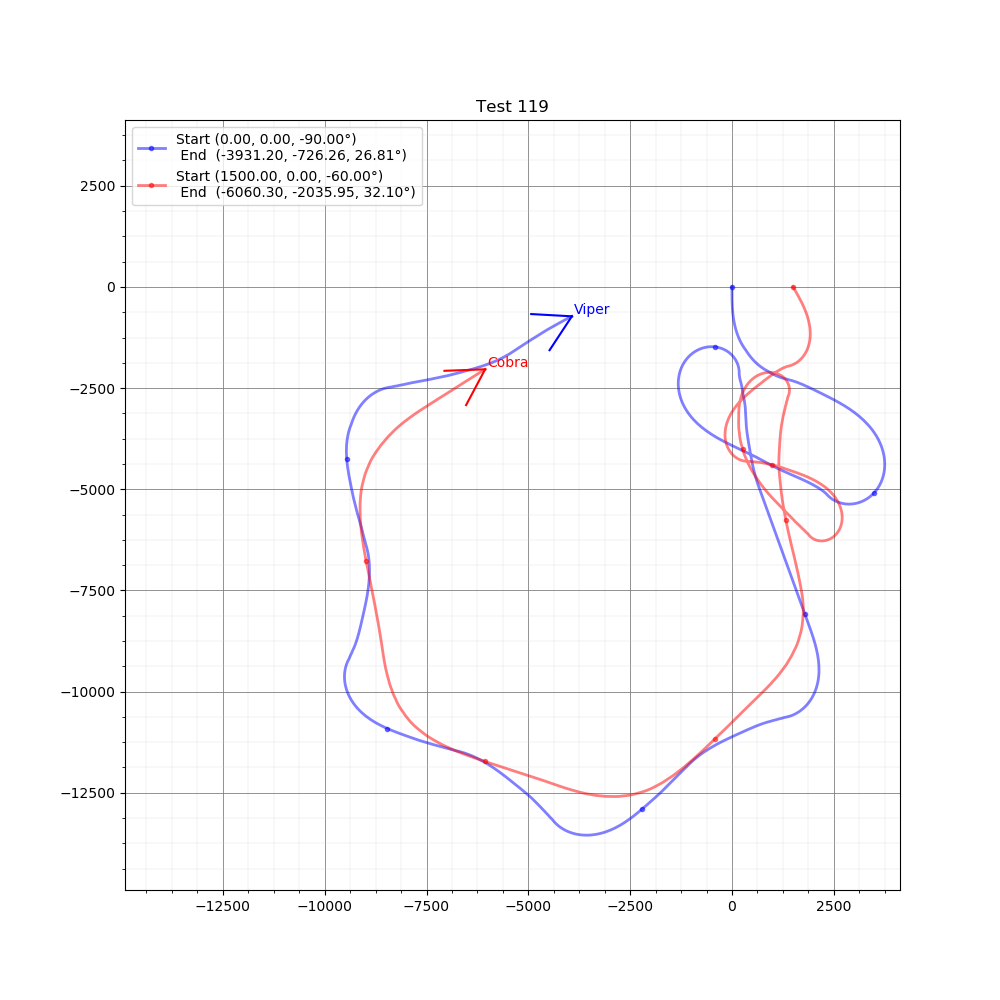 Test 119
Start (0.00, 0.00, -90.00°)
End (-3931.20, -726.26, 26.81°)
Start (1500.00, 0.00, -60.00°)
End (-6060.30, -2035.95, 32.10°)
2500
0
−2500
−5000
−7500
−10000
−12500
Viper
Cobra
−12500 −10000 −7500 −5000 −2500 0 2500